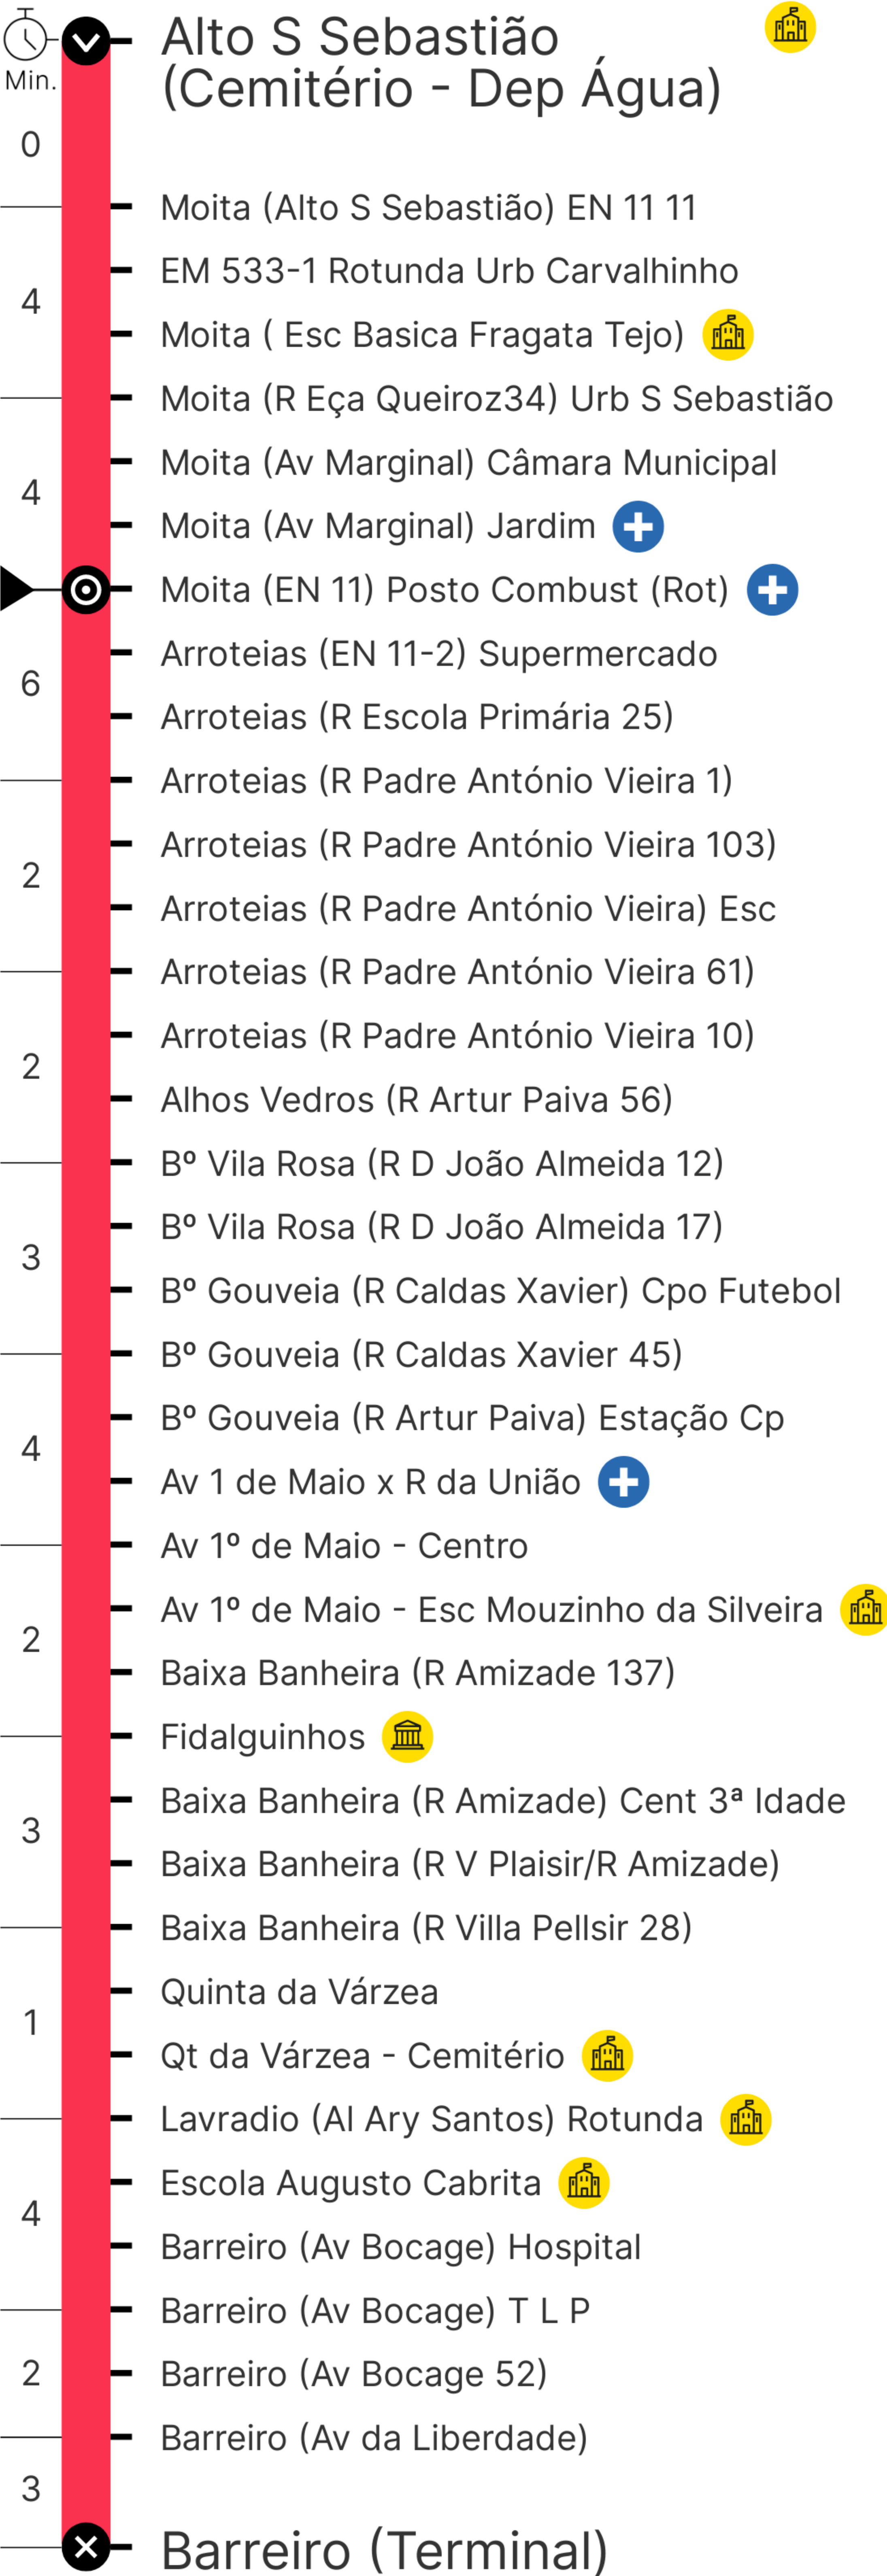 Alto S Sebastião
(Cemitério - Dep Água)
Min.
0
Moita (Alto S Sebastião) EN 11 11
EM 533-1 Rotunda Urb Carvalhinho
4
Moita ( Esc Basica Fragata Tejo)
Moita (R Eça Queiroz34) Urb S Sebastião
Moita (Av Marginal) Câmara Municipal
4
Moita (Av Marginal) Jardim
Moita (EN 11) Posto Combust (Rot)
Arroteias (EN 11-2) Supermercado
6
Arroteias (R Escola Primária 25)
Arroteias (R Padre António Vieira 1)
Arroteias (R Padre António Vieira 103)
2
Arroteias (R Padre António Vieira) Esc
Arroteias (R Padre António Vieira 61)
Arroteias (R Padre António Vieira 10)
2
Alhos Vedros (R Artur Paiva 56)
Bº Vila Rosa (R D João Almeida 12)
Bº Vila Rosa (R D João Almeida 17)
3
Bº Gouveia (R Caldas Xavier) Cpo Futebol
Bº Gouveia (R Caldas Xavier 45)
Bº Gouveia (R Artur Paiva) Estação Cp
4
Av 1 de Maio x R da União
Av 1º de Maio - Centro
Av 1º de Maio - Esc Mouzinho da Silveira
2
Baixa Banheira (R Amizade 137)
Fidalguinhos
Baixa Banheira (R Amizade) Cent 3ª Idade
3
Baixa Banheira (R V Plaisir/R Amizade)
Baixa Banheira (R Villa Pellsir 28)
Quinta da Várzea
1
Qt da Várzea - Cemitério
Lavradio (Al Ary Santos) Rotunda
Escola Augusto Cabrita
4
Barreiro (Av Bocage) Hospital
Barreiro (Av Bocage) T L P
2
Barreiro (Av Bocage 52)
Barreiro (Av da Liberdade)
3
Barreiro (Terminal)